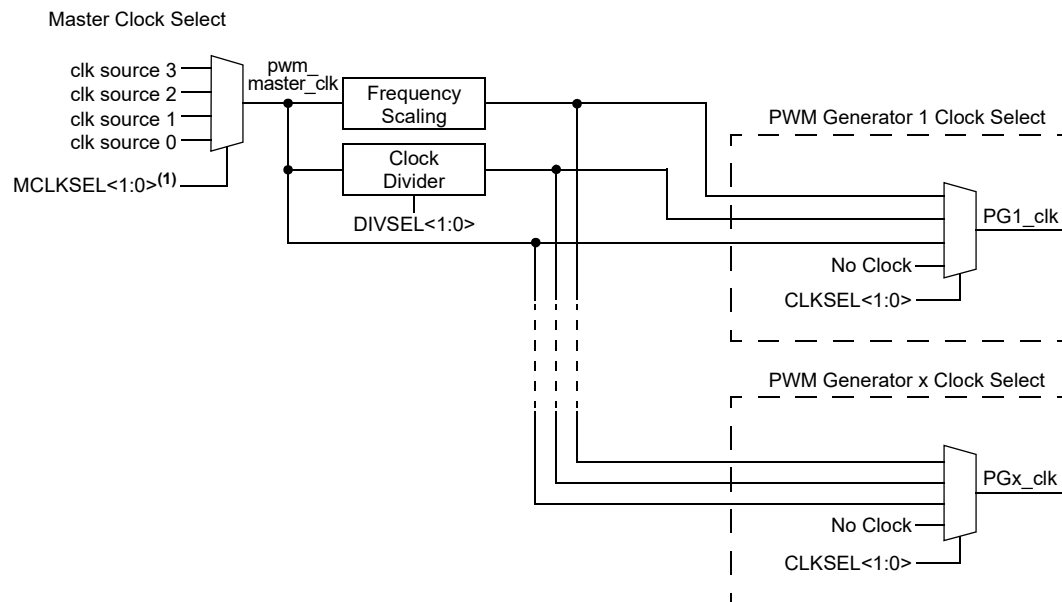 Master Clock Select
clk source 3
clk source 2
clk source 1
clk source 0
MCLKSEL<1:0>(1)
pwm_
master_clk
Frequency
Scaling
Clock
Divider
DIVSEL<1:0>
PWM Generator 1 Clock Select
PG1_clk
No Clock
CLKSEL<1:0>
PWM Generator x Clock Select
PGx_clk
No Clock
CLKSEL<1:0>